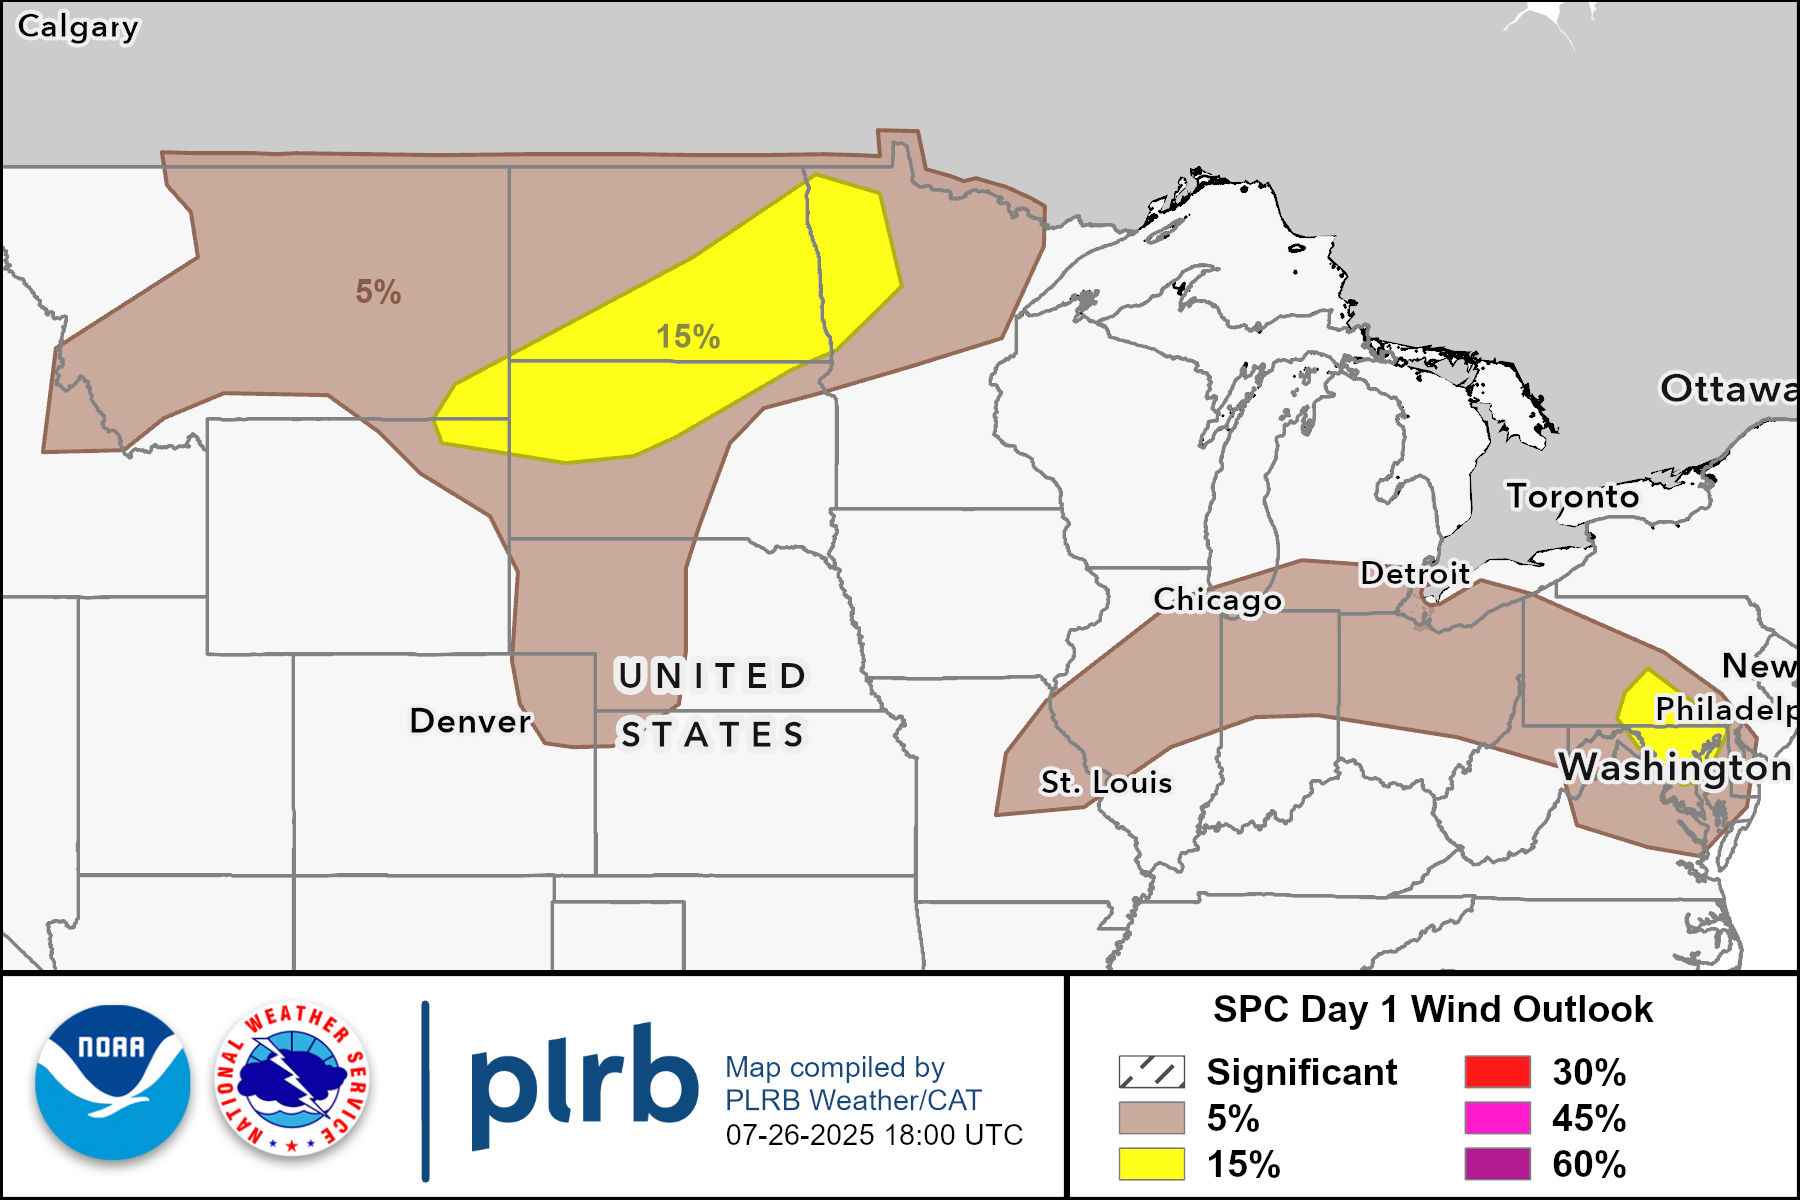 Calgary
5%
15%
Ottawa
Toronto
Detroit
Chicago
New
UNITED
STATES
Denver
Philadelp
Washington
St. Louis
NOAA
NATIONAL WEATHER SERVICE
plrb
Map compiled by
PLRB Weather/CAT
07-26-2025 18:00 UTC
SPC Day 1 Wind Outlook
Significant
5%
15%
30%
45%
60%